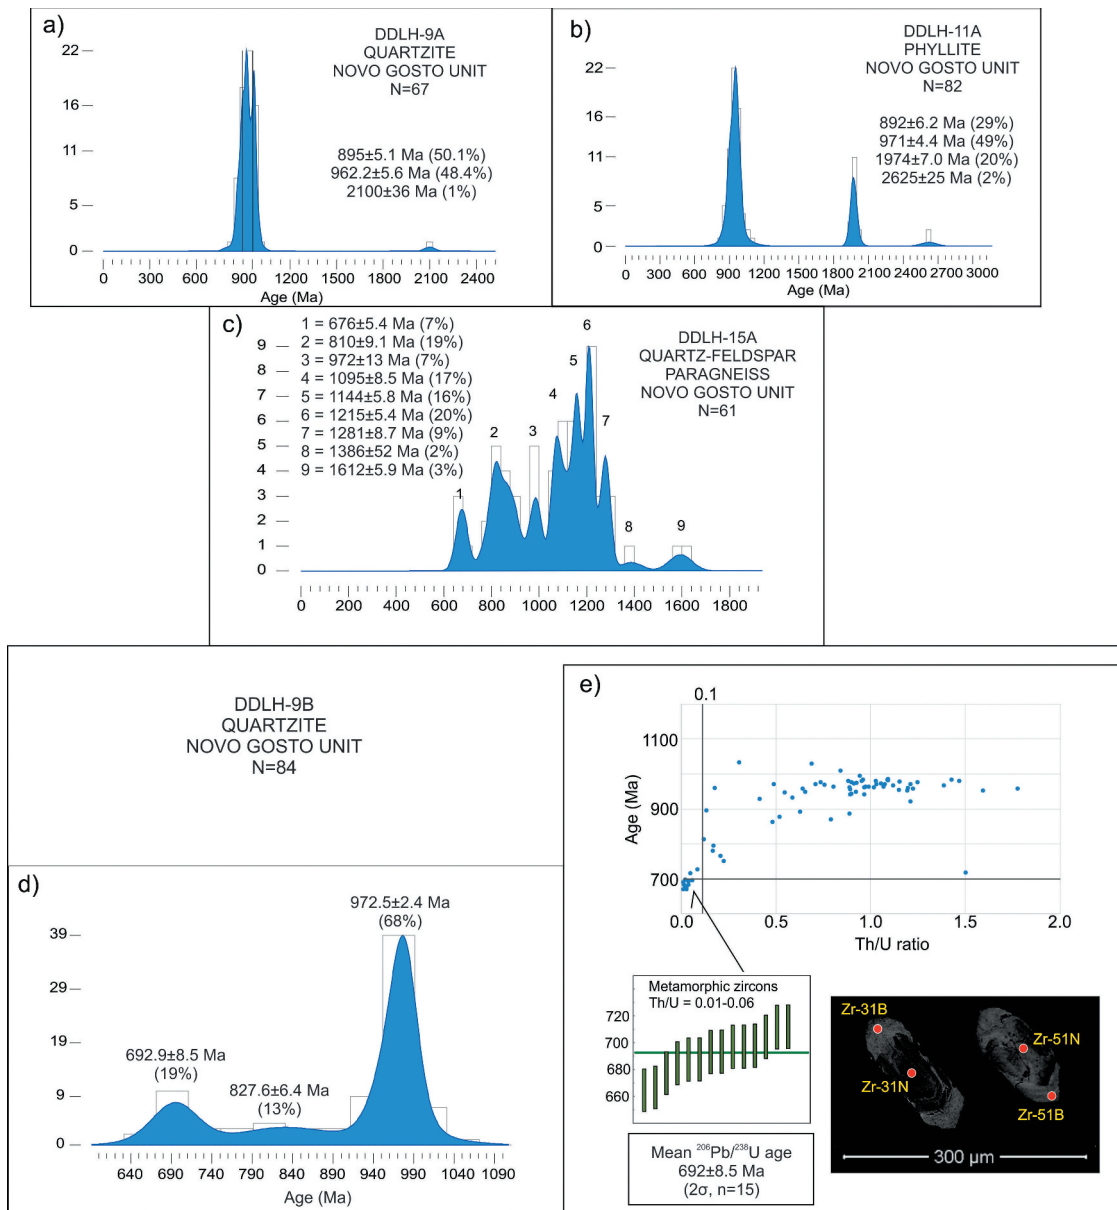 a)
DDLH-9A
QUARTZITE
NOVO GOSTO UNIT
N=67
895±5.1 Ma (50.1%)
962.2±5.6 Ma (48.4%)
2100±36 Ma (1%)
22
16
11
5
0
0 300 600 900 1200 1500 1800 2100 2400
Age (Ma)
b)
DDLH-11A
PHYLLITE
NOVO GOSTO UNIT
N=82
892±6.2 Ma (29%)
971±4.4 Ma (49%)
1974±7.0 Ma (20%)
2625±25 Ma (2%)
22
16
11
5
0
0 300 600 900 1200 1500 1800 2100 2400 2700 3000
Age (Ma)
c)
1 = 676±5.4 Ma (7%)
2 = 810±9.1 Ma (19%)
3 = 972±13 Ma (7%)
4 = 1095±8.5 Ma (17%)
5 = 1144±5.8 Ma (16%)
6 = 1215±5.4 Ma (20%)
7 = 1281±8.7 Ma (9%)
8 = 1386±52 Ma (2%)
9 = 1612±5.9 Ma (3%)
DDLH-15A
QUARTZ-FELDSPAR
PARAGNEISS
NOVO GOSTO UNIT
N=61
9
8
7
6
5
4
3
2
1
0
1 2 3 4 5 6 7 8 9
0 200 400 600 800 1000 1200 1400 1600 1800
DDLH-9B
QUARTZITE
NOVO GOSTO UNIT
N=84
d)
972.5±2.4 Ma
(68%)
692.9±8.5 Ma
(19%)
827.6±6.4 Ma
(13%)
39
29
19
9
0
640 690 740 790 840 890 940 990 1040 1090
Age (Ma)
e)
0.1
1100
900
700
Age (Ma)
0.0 0.5 1.0 1.5 2.0
Th/U ratio
Metamorphic zircons
Th/U = 0.01-0.06
720
700
680
660
Mean ²⁰⁶Pb/²³⁸U age
692±8.5 Ma
(2σ, n=15)
Zr-31B
Zr-51N
Zr-31N
Zr-51B
300 µm